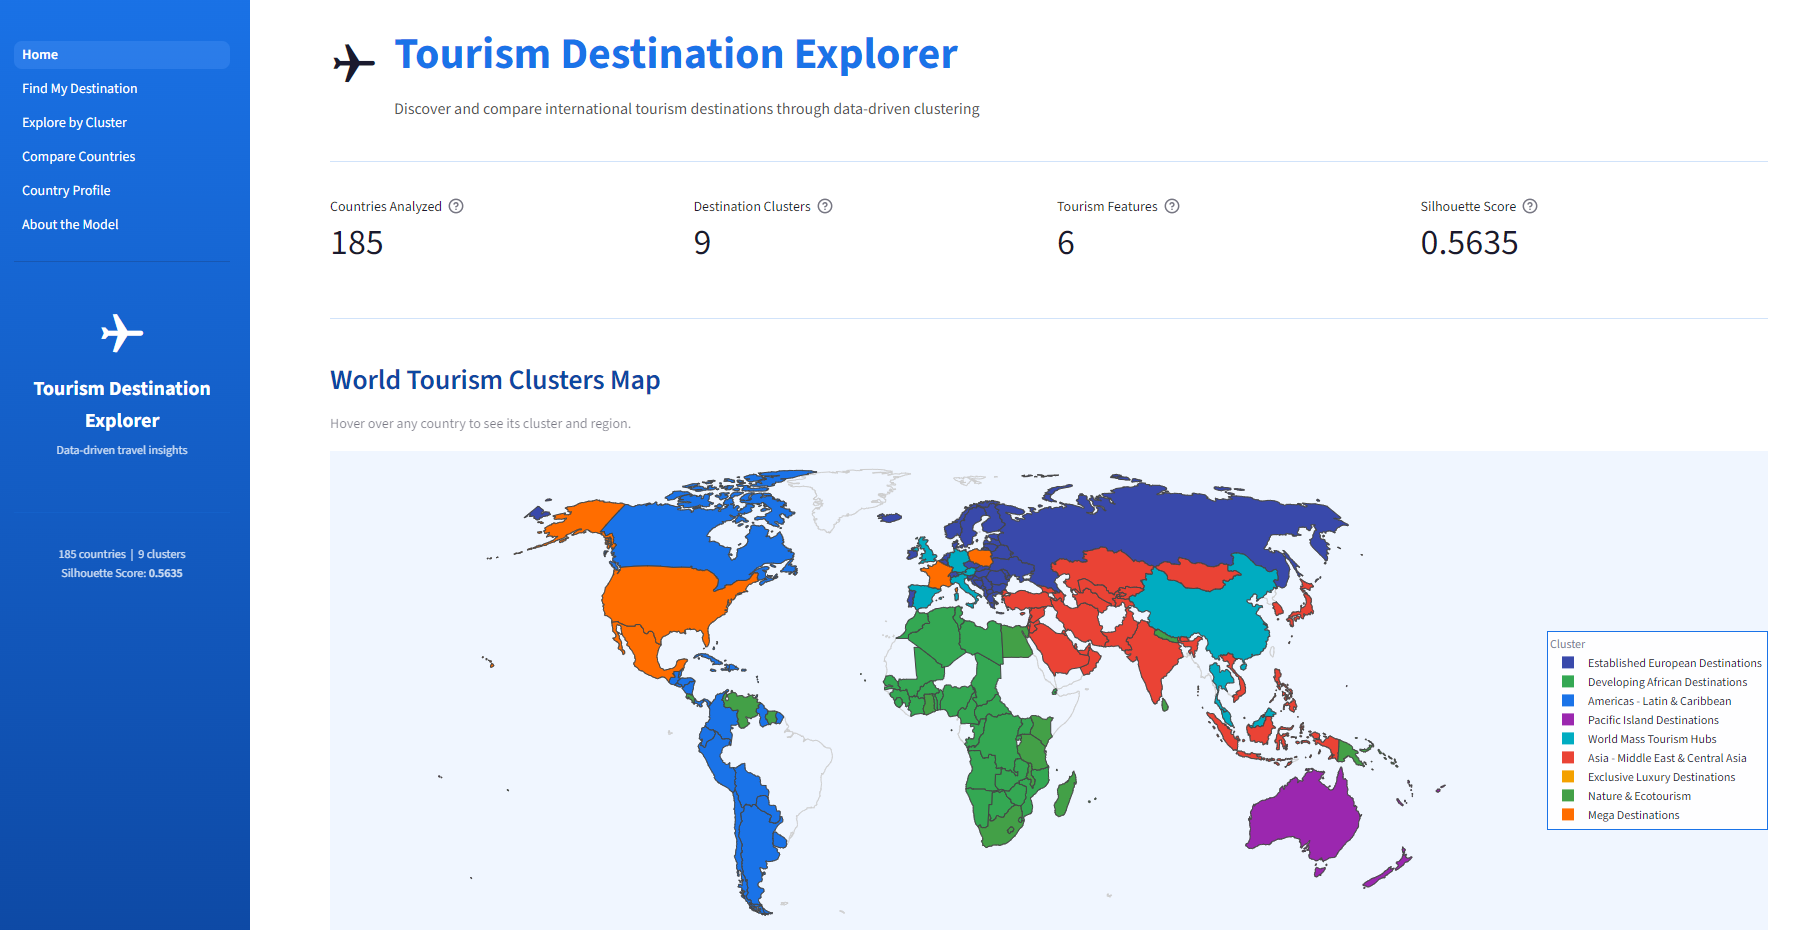 Home
Find My Destination
Explore by Cluster
Compare Countries
Country Profile
About the Model
Tourism Destination
Explorer
Data-driven travel insights
185 countries | 9 clusters
Silhouette Score: 0.5635
Tourism Destination Explorer
Discover and compare international tourism destinations through data-driven clustering
Countries Analyzed ?
185
Destination Clusters ?
9
Tourism Features ?
6
Silhouette Score ?
0.5635
World Tourism Clusters Map
Hover over any country to see its cluster and region.
Cluster
Established European Destinations
Developing African Destinations
Americas - Latin & Caribbean
Pacific Island Destinations
World Mass Tourism Hubs
Asia - Middle East & Central Asia
Exclusive Luxury Destinations
Nature & Ecotourism
Mega Destinations